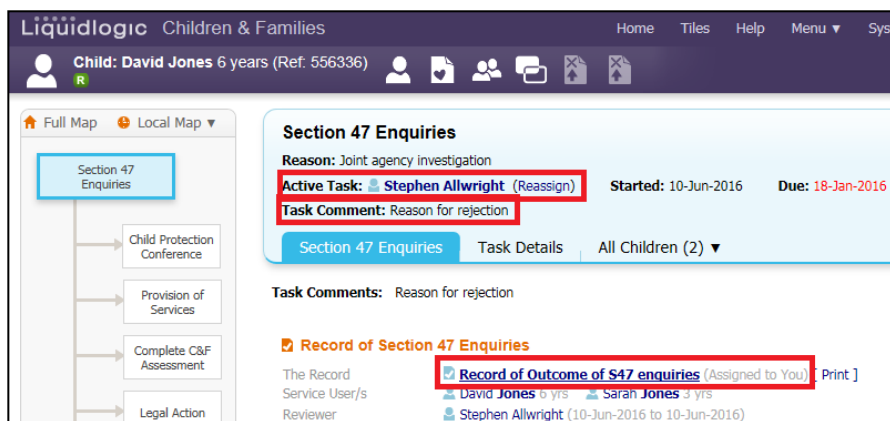 Liquidlogic Children & Families
Home Tiles Help Menu ▼ Sys
Child: David Jones 6 years (Ref: 556336)
R
Full Map Local Map ▼
Section 47
Enquiries
Child Protection
Conference
Provision of
Services
Complete C&F
Assessment
Legal Action
Section 47 Enquiries
Reason: Joint agency investigation
Active Task: Stephen Allwright (Reassign) Started: 10-Jun-2016 Due: 18-Jan-2016
Task Comment: Reason for rejection
Section 47 Enquiries Task Details All Children (2) ▼
Task Comments: Reason for rejection
Record of Section 47 Enquiries
The Record Record of Outcome of S47 enquiries (Assigned to You) [ Print ]
Service User/s David Jones 6 yrs Sarah Jones 3 yrs
Reviewer Stephen Allwright (10-Jun-2016 to 10-Jun-2016)